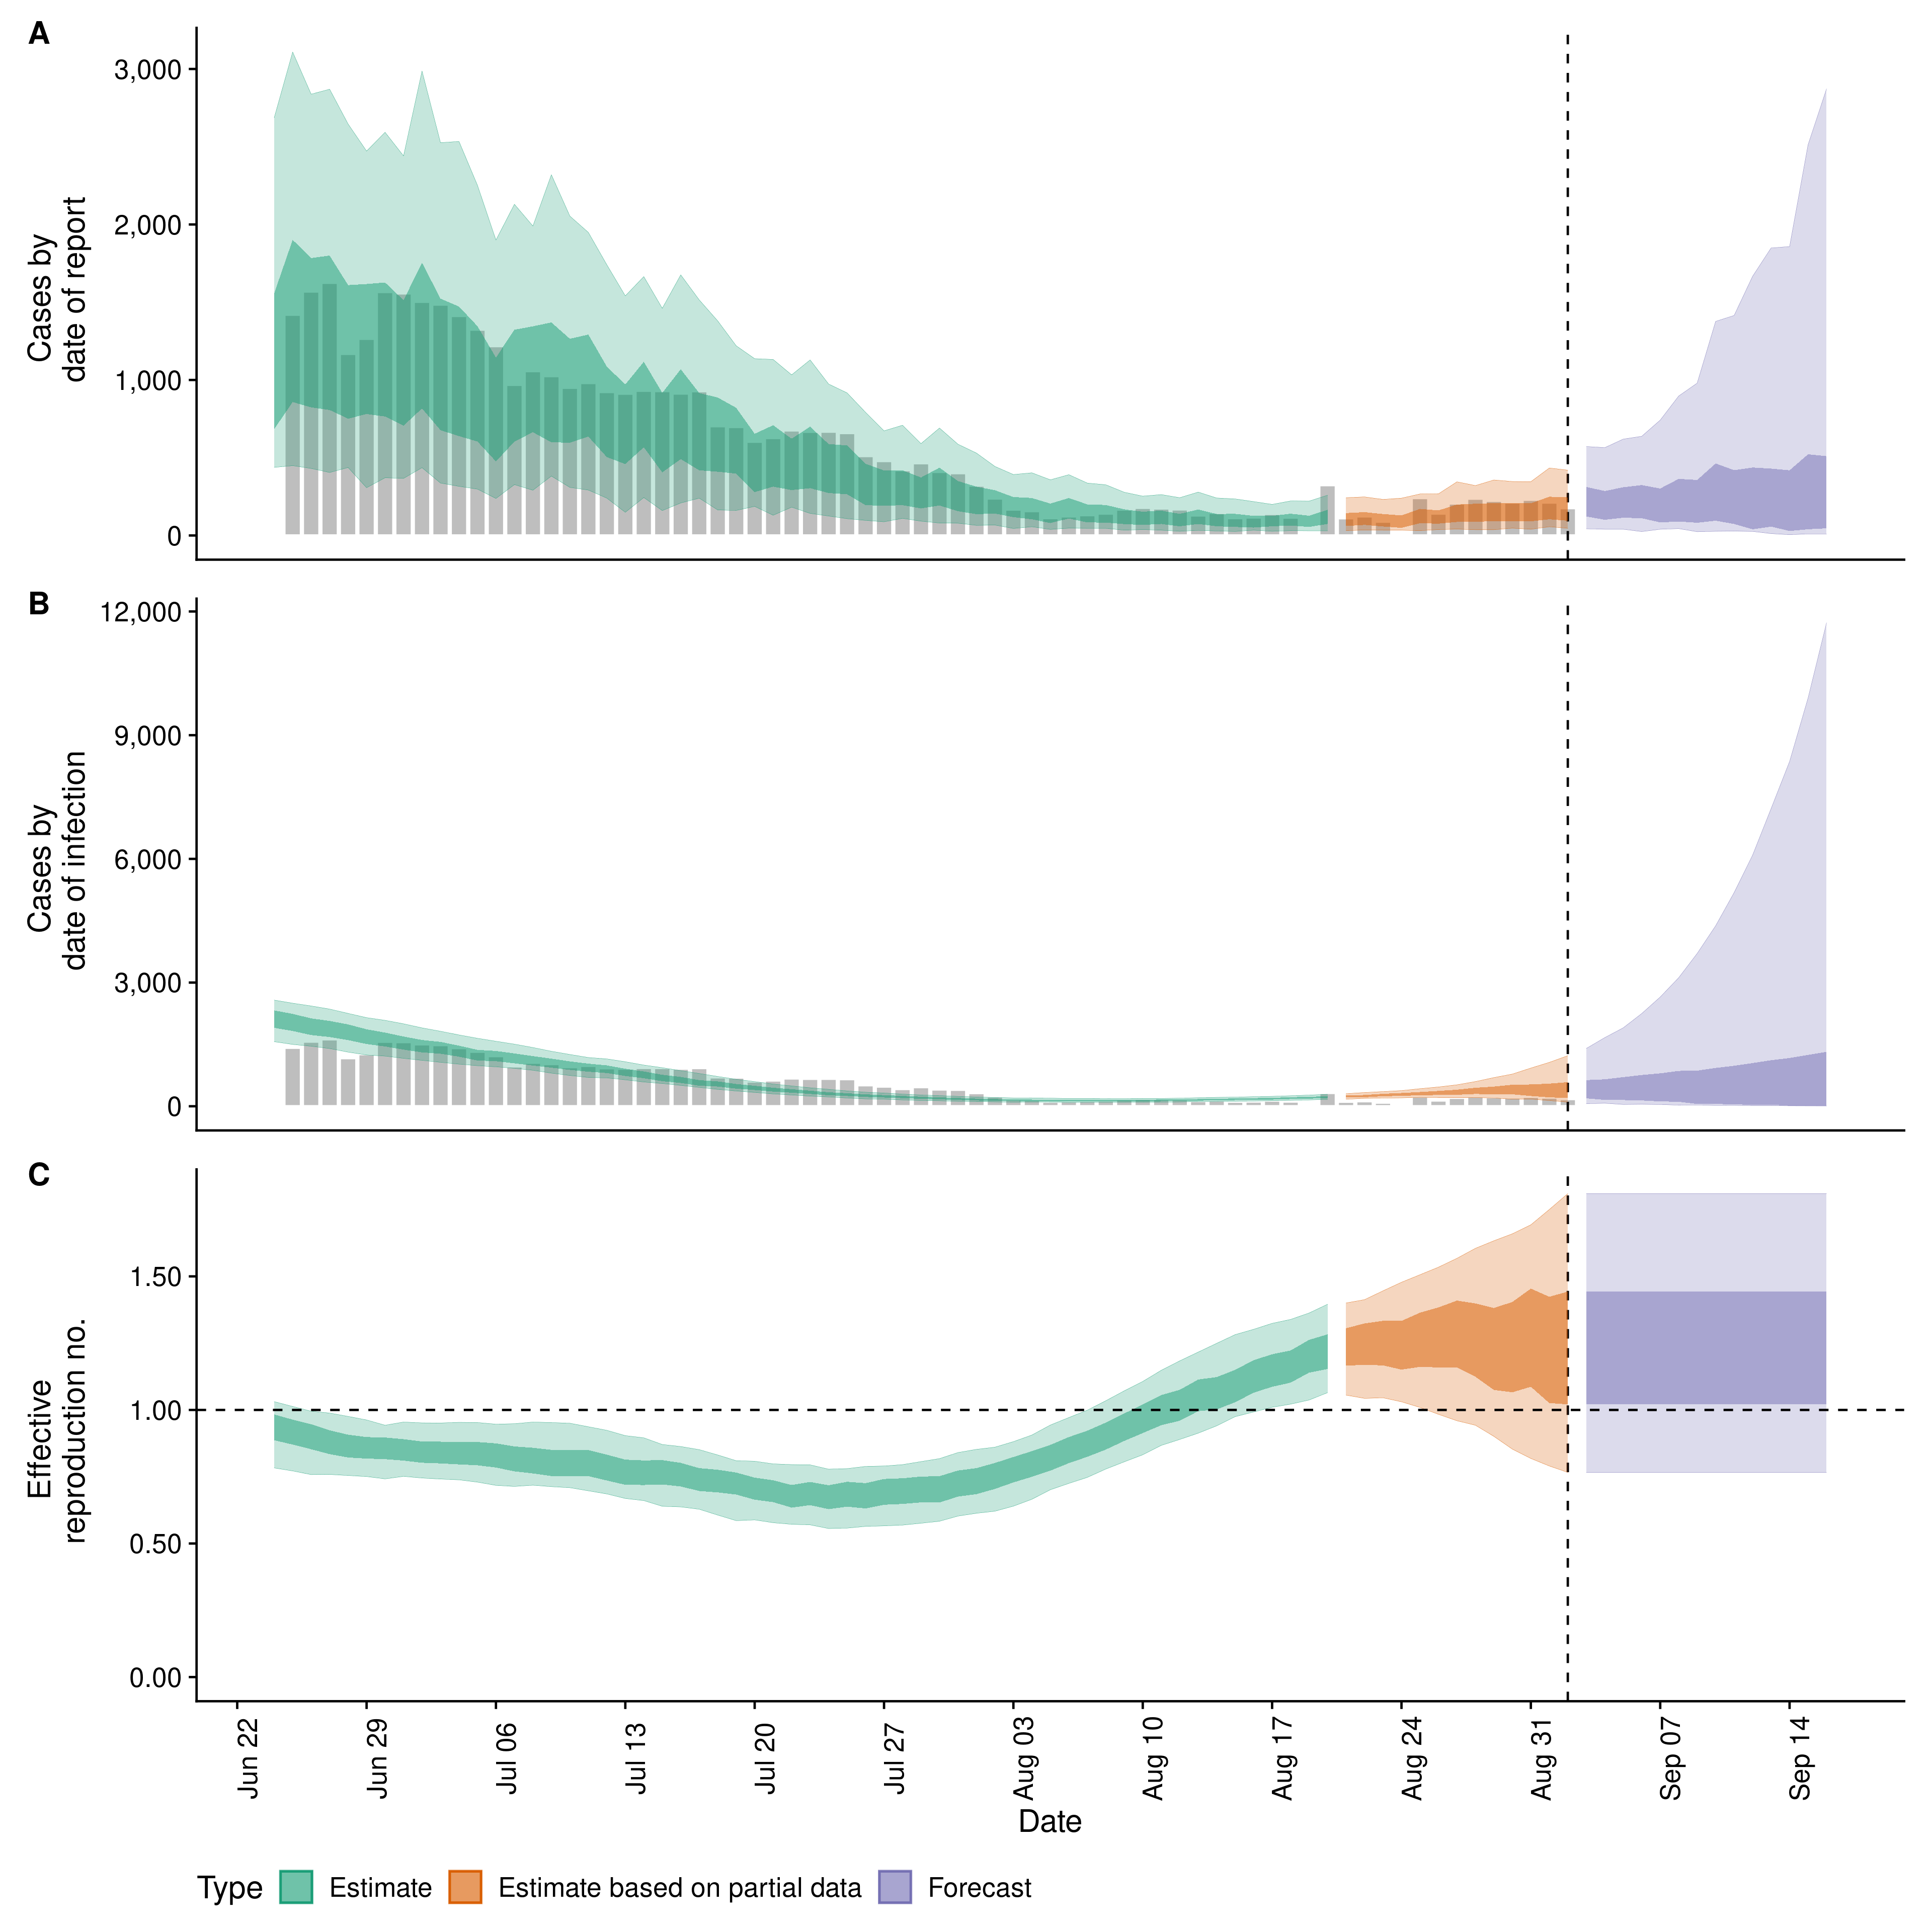 A
Cases by
date of report
3,000
2,000
1,000
0
B
Cases by
date of infection
12,000
9,000
6,000
3,000
0
C
Effective
reproduction no.
1.50
1.00
0.50
0.00
Jun 22
Jun 29
Jul 06
Jul 13
Jul 20
Jul 27
Aug 03
Aug 10
Aug 17
Aug 24
Aug 31
Sep 07
Sep 14
Date
Type Estimate Estimate based on partial data Forecast